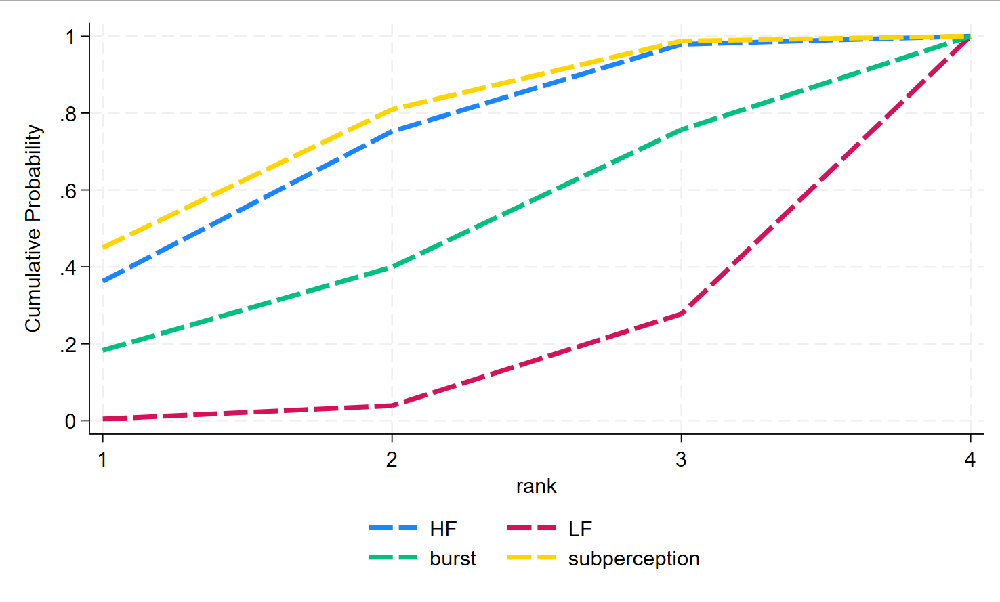 Cumulative Probability
1
.8
.6
.4
.2
0
1 2 3 4
rank
HF LF
burst subperception